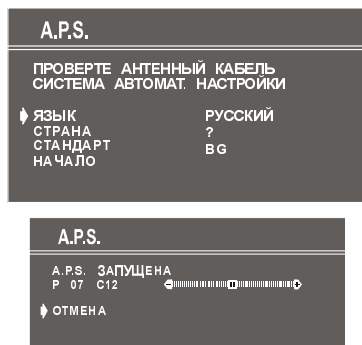 A.P.S.
ПРОВЕРТЕ АНТЕННЫЙ КАБЕЛЬ
СИСТЕМА АВТОМАТ. НАСТРОЙКИ
ЯЗЫК РУССКИЙ
СТРАНА ?
СТАНДАРТ BG
НАЧАЛО
A.P.S.
A.P.S. ЗАПУЩЕНА
P 07 C12
ОТМЕНА